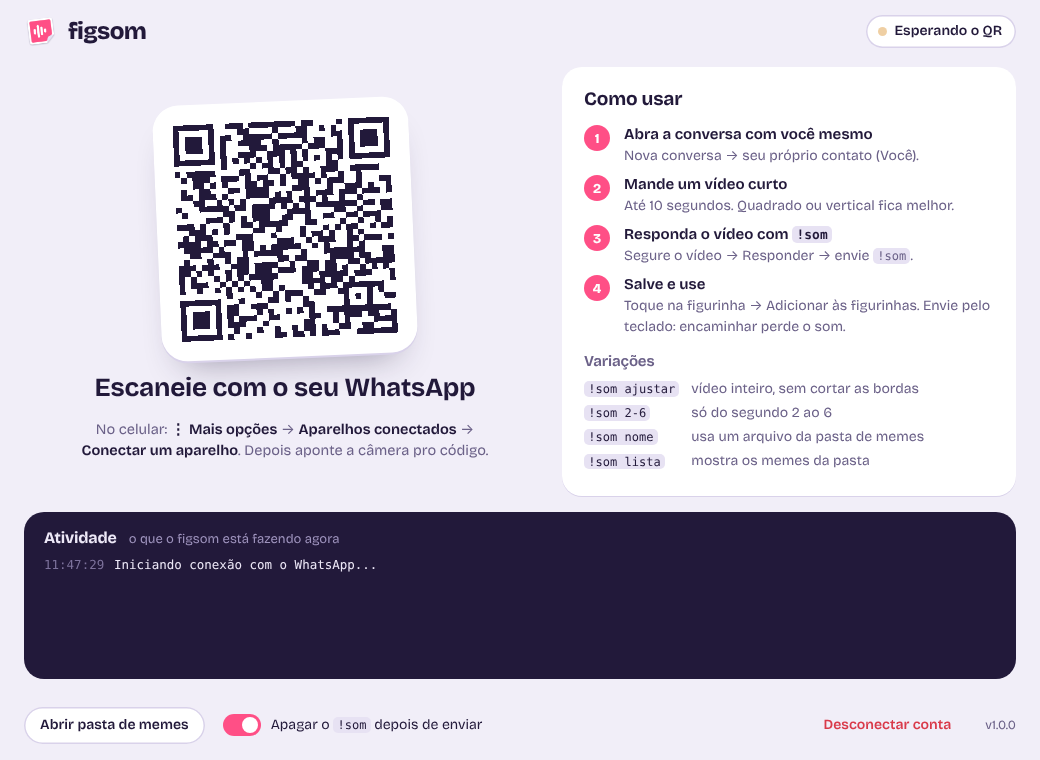 figsom
Esperando o QR
Escaneie com o seu WhatsApp
No celular: ⋮ Mais opções → Aparelhos conectados →
Conectar um aparelho. Depois aponte a câmera pro código.
Como usar
1 Abra a conversa com você mesmo
Nova conversa → seu próprio contato (Você).
2 Mande um vídeo curto
Até 10 segundos. Quadrado ou vertical fica melhor.
3 Responda o vídeo com !som
Segure o vídeo → Responder → envie !som.
4 Salve e use
Toque na figurinha → Adicionar às figurinhas. Envie pelo
teclado: encaminhar perde o som.
Variações
!som ajustar vídeo inteiro, sem cortar as bordas
!som 2-6 só do segundo 2 ao 6
!som nome usa um arquivo da pasta de memes
!som lista mostra os memes da pasta
Atividade o que o figsom está fazendo agora
11:47:29 Iniciando conexão com o WhatsApp...
Abrir pasta de memes
Apagar o !som depois de enviar
Desconectar conta
v1.0.0